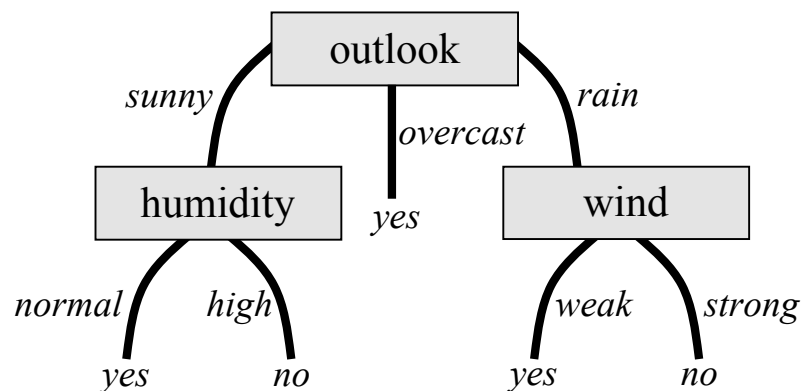 outlook
sunny
rain
overcast
humidity
yes
wind
normal
high
weak
strong
yes
no
yes
no